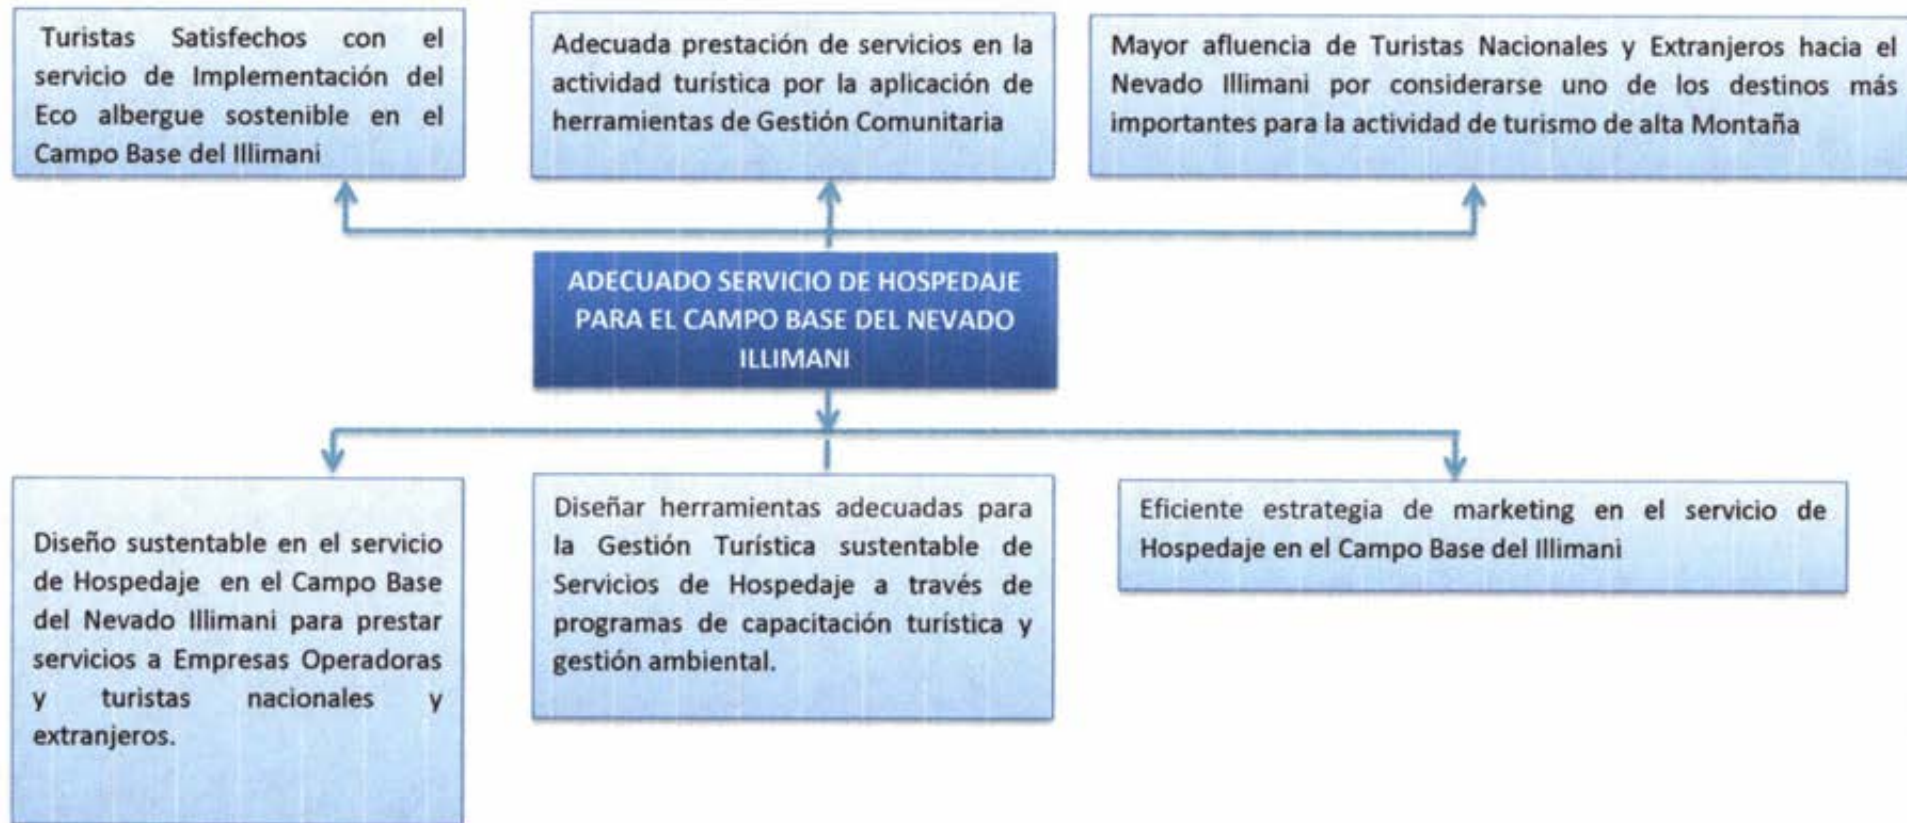 Turistas Satisfechos con el
servicio de Implementación del
Eco albergue sostenible en el
Campo Base del Illimani
Adecuada prestación de servicios en la
actividad turística por la aplicación de
herramientas de Gestión Comunitaria
Mayor afluencia de Turistas Nacionales y Extranjeros hacia el
Nevado Illimani por considerarse uno de los destinos más
importantes para la actividad de turismo de alta Montaña
ADECUADO SERVICIO DE HOSPEDAJE
PARA EL CAMPO BASE DEL NEVADO
ILLIMANI
Diseño sustentable en el servicio
de Hospedaje en el Campo Base
del Nevado Illimani para prestar
servicios a Empresas Operadoras
y turistas nacionales y
extranjeros.
Diseñar herramientas adecuadas para
la Gestión Turística sustentable de
Servicios de Hospedaje a través de
programas de capacitación turística y
gestión ambiental.
Eficiente estrategia de marketing en el servicio de
Hospedaje en el Campo Base del Illimani